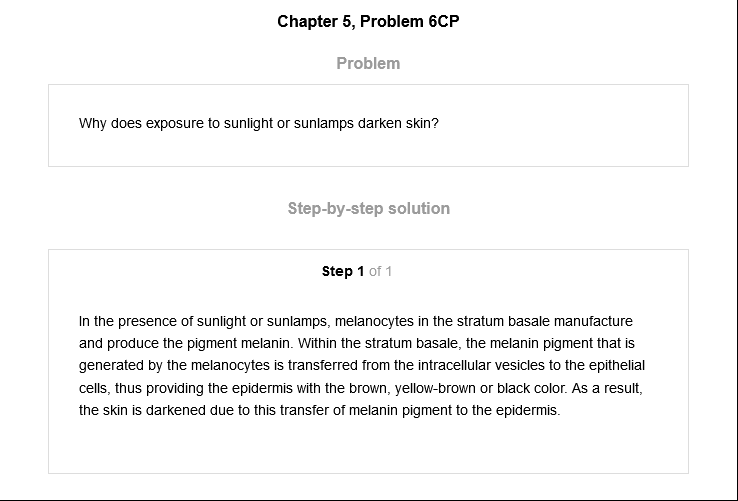 Chapter 5, Problem 6CP
Problem
Why does exposure to sunlight or sunlamps darken skin?
Step-by-step solution
Step 1 of 1
In the presence of sunlight or sunlamps, melanocytes in the stratum basale manufacture
and produce the pigment melanin. Within the stratum basale, the melanin pigment that is
generated by the melanocytes is transferred from the intracellular vesicles to the epithelial
cells, thus providing the epidermis with the brown, yellow-brown or black color. As a result,
the skin is darkened due to this transfer of melanin pigment to the epidermis.